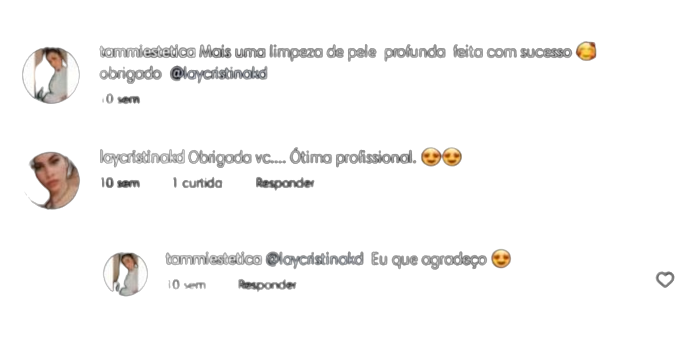 tammiestetica Mais uma limpeza de pele profunda feita com sucesso 🥰
obrigado @laycristinakd
10 sem
laycristinakd Obrigada vc.... Ótima profissional. 😍😍
10 sem 1 curtida Responder
tammiestetica @laycristinakd Eu que agradeço 😍
10 sem Responder